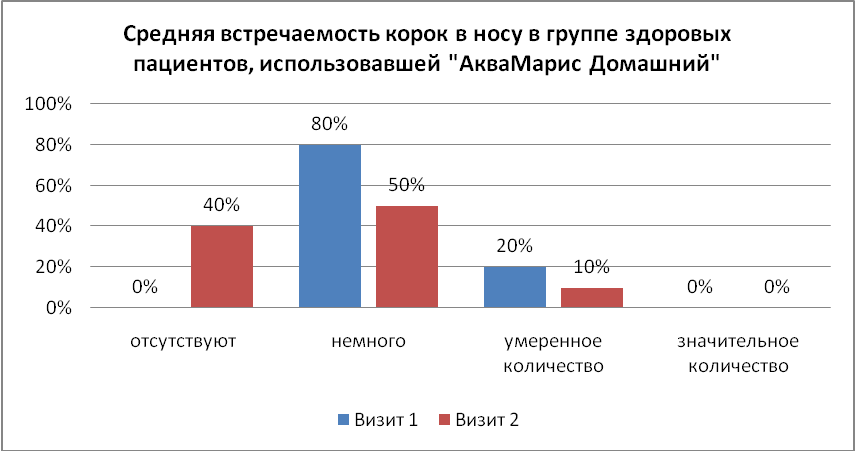 Средняя встречаемость корок в носу в группе здоровых
пациентов, использовавшей "АкваМарис Домашний"
100%
80%
60%
40%
20%
0%
0%
40%
80%
50%
20%
10%
0%
0%
отсутствуют
немного
умеренное
количество
значительное
количество
Визит 1
Визит 2